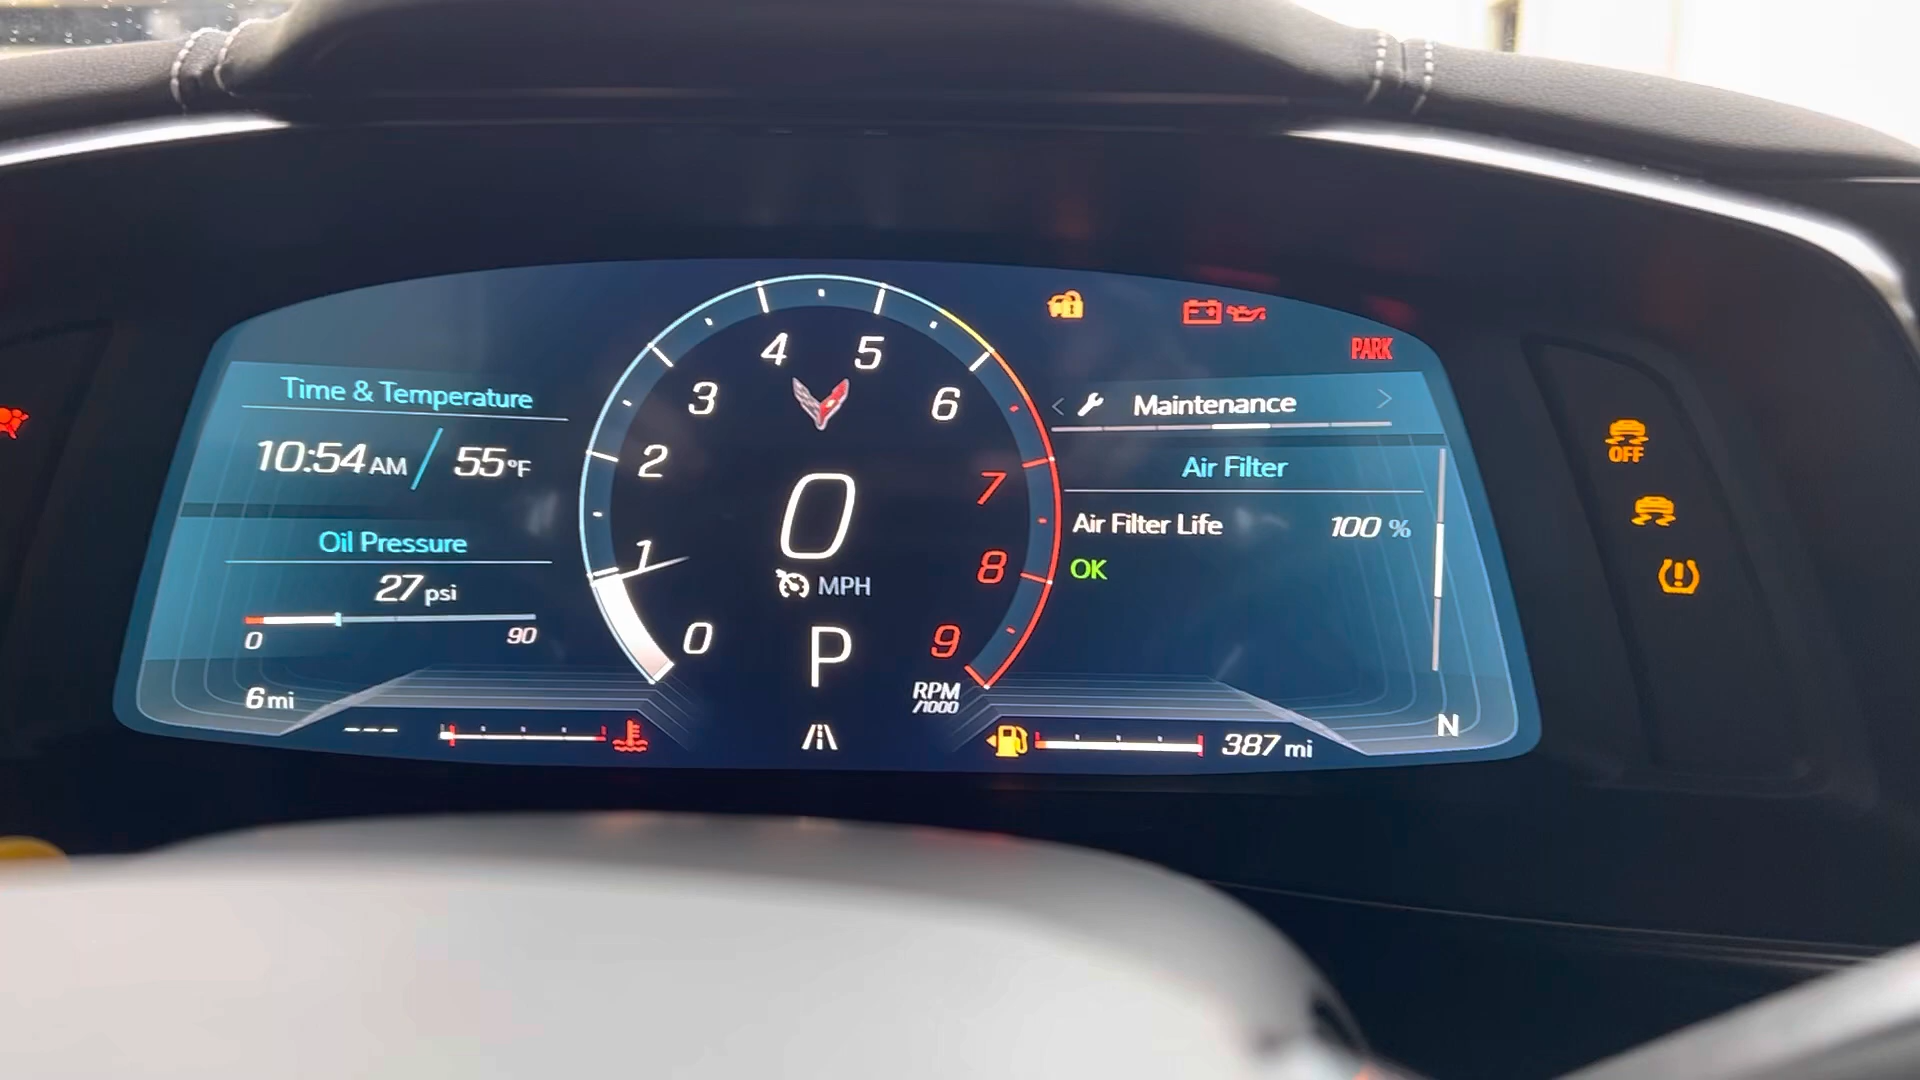 Time & Temperature
10:54 AM / 55 °F
Oil Pressure
27 psi
0 90
6 mi
---
0 1 2 3 4 5 6 7 8 9
0
MPH
P
RPM
/1000
PARK
Maintenance
Air Filter
Air Filter Life 100 %
OK
387 mi
N
OFF